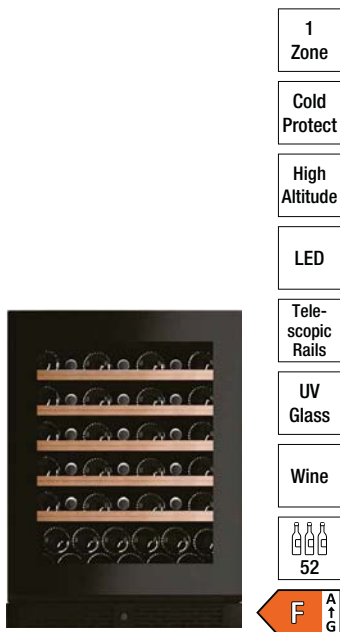 1
Zone
Cold
Protect
High
Altitude
LED
Tele-
scopic
Rails
UV
Glass
Wine
52
F
A
↑
G